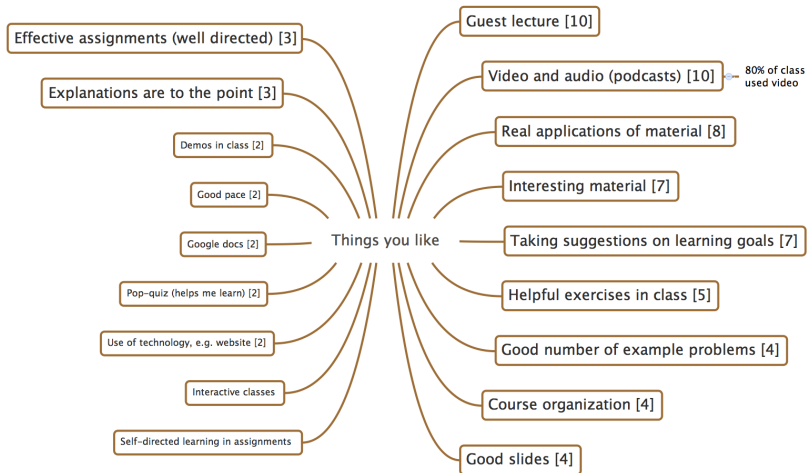 Things you like
Guest lecture [10]
Video and audio (podcasts) [10]
80% of class
used video
Real applications of material [8]
Interesting material [7]
Taking suggestions on learning goals [7]
Helpful exercises in class [5]
Good number of example problems [4]
Course organization [4]
Good slides [4]
Effective assignments (well directed) [3]
Explanations are to the point [3]
Demos in class [2]
Good pace [2]
Google docs [2]
Pop-quiz (helps me learn) [2]
Use of technology, e.g. website [2]
Interactive classes
Self-directed learning in assignments